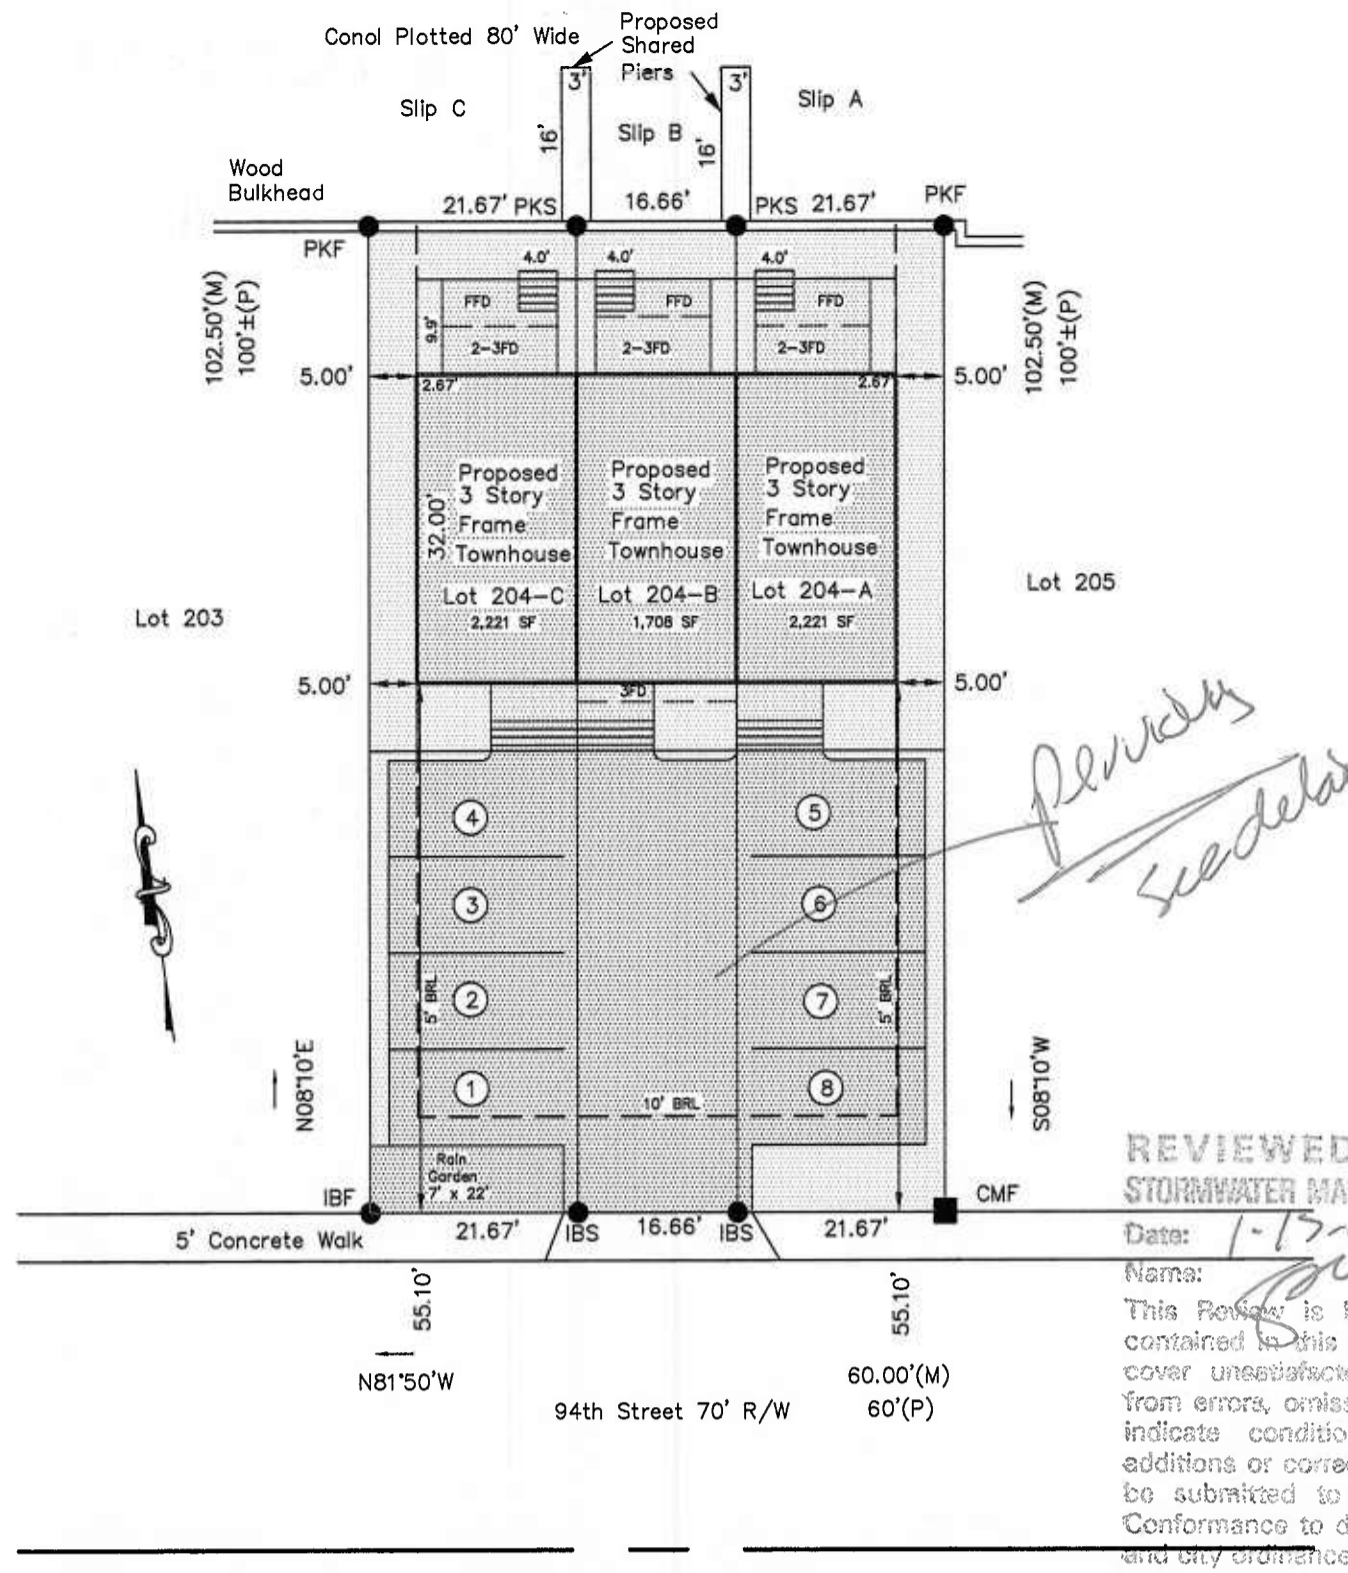 Conol Plotted 80' Wide
Proposed
Shared
Piers
3'
3'
Slip C
Slip B
Slip A
16'
16'
Wood
Bulkhead
21.67' PKS
16.66'
PKS 21.67'
PKF
PKF
4.0'
4.0'
4.0'
FFD
FFD
FFD
9.9'
2-3FD
2-3FD
2-3FD
102.50'(M)
100'±(P)
102.50'(M)
100'±(P)
5.00'
5.00'
2.67'
2.67'
Proposed
3 Story
Frame
Townhouse
Lot 204-C
2,221 SF
32.00'
Proposed
3 Story
Frame
Townhouse
Lot 204-B
1,708 SF
Proposed
3 Story
Frame
Townhouse
Lot 204-A
2,221 SF
Lot 203
Lot 205
5.00'
5.00'
3FD
4
5
3
6
2
7
1
8
5' BRL
5' BRL
10' BRL
N08°10'E
S08°10'W
Rain
Garden
7' x 22'
IBF
CMF
5' Concrete Walk
21.67'
IBS
16.66'
IBS
21.67'
55.10'
55.10'
N81°50'W
60.00'(M)
94th Street 70' R/W
60'(P)
REVIEWED
STORMWATER MA
Date:
Name:
This Review is
contained in this
cover unsatisfact
from errors, omiss
indicate conditio
additions or corre
be submitted to
Conformance to d
and city ordinance